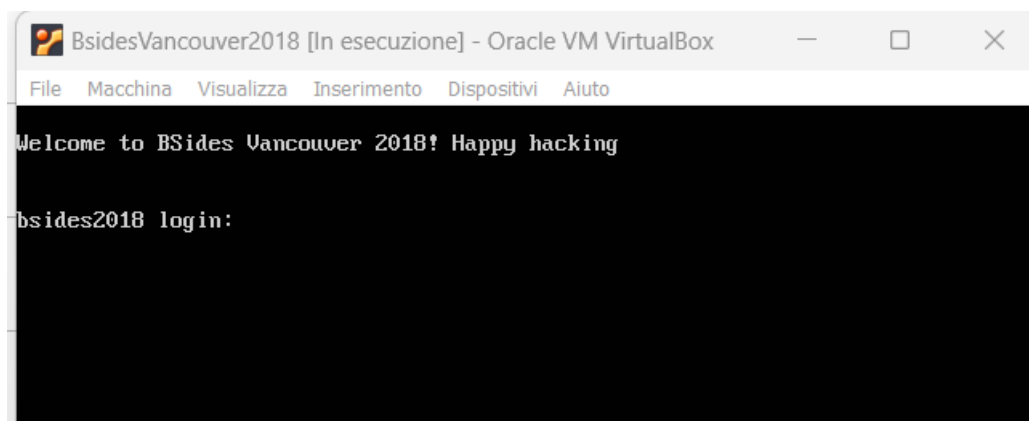 BsidesVancouver2018 [In esecuzione] - Oracle VM VirtualBox
File Macchina Visualizza Inserimento Dispositivi Aiuto
Welcome to BSides Vancouver 2018! Happy hacking
bsides2018 login: